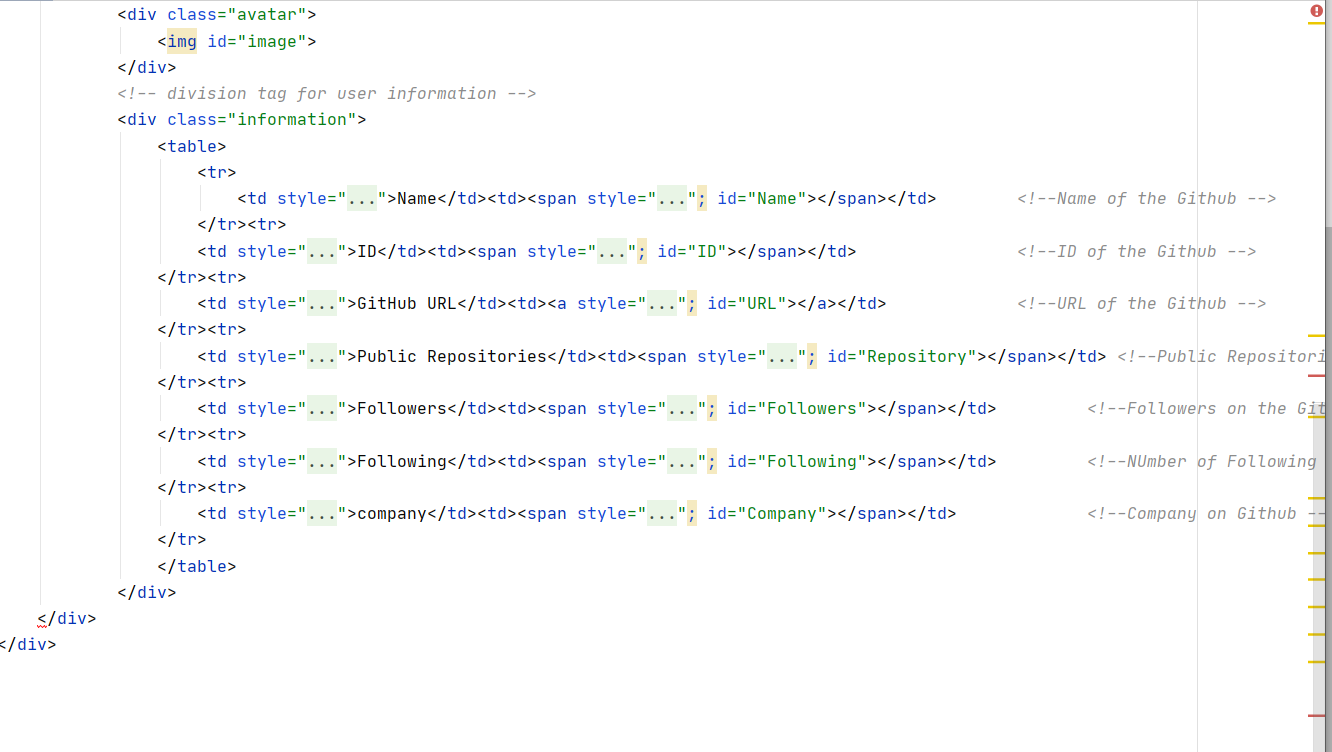 <div class="avatar">
<img id="image">
</div>
<!-- division tag for user information -->
<div class="information">
<table>
<tr>
<td style="...">Name</td><td><span style="..."; id="Name"></span></td> <!--Name of the Github -->
</tr><tr>
<td style="...">ID</td><td><span style="..."; id="ID"></span></td> <!--ID of the Github -->
</tr><tr>
<td style="...">GitHub URL</td><td><a style="..."; id="URL"></a></td> <!--URL of the Github -->
</tr><tr>
<td style="...">Public Repositories</td><td><span style="..."; id="Repository"></span></td> <!--Public Repositori
</tr><tr>
<td style="...">Followers</td><td><span style="..."; id="Followers"></span></td> <!--Followers on the Git
</tr><tr>
<td style="...">Following</td><td><span style="..."; id="Following"></span></td> <!--NUmber of Following
</tr><tr>
<td style="...">company</td><td><span style="..."; id="Company"></span></td> <!--Company on Github --
</tr>
</table>
</div>
</div>
</div>